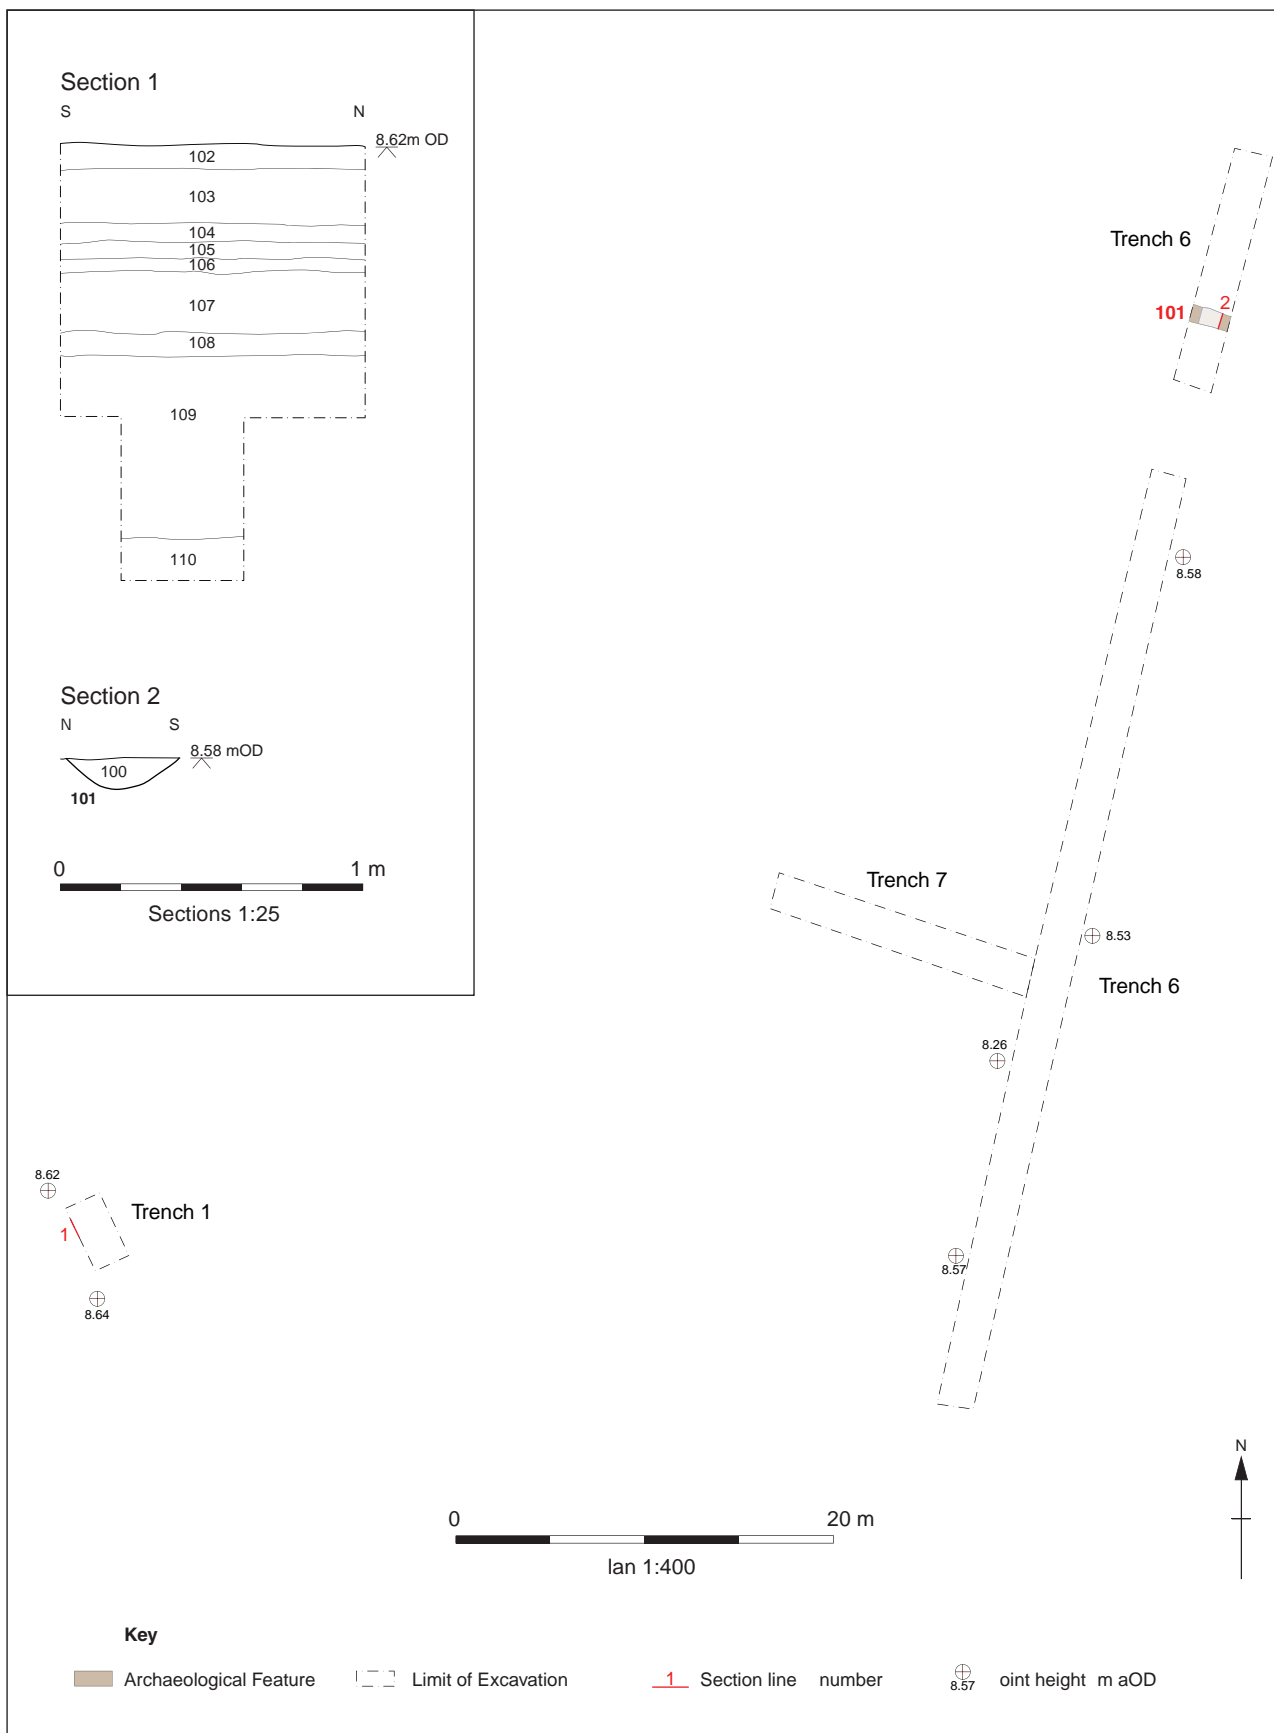 Section 1
S N
8.62m OD
102
103
104
105
106
107
108
109
110
Section 2
N S
8.58 mOD
100
101
0 1 m
Sections 1:25
Trench 6
101 2
8.58
Trench 7
8.53
Trench 6
8.26
8.62
Trench 1
1
8.57
8.64
N
0 20 m
lan 1:400
Key
Archaeological Feature
Limit of Excavation
1 Section line number
8.57 oint height m aOD